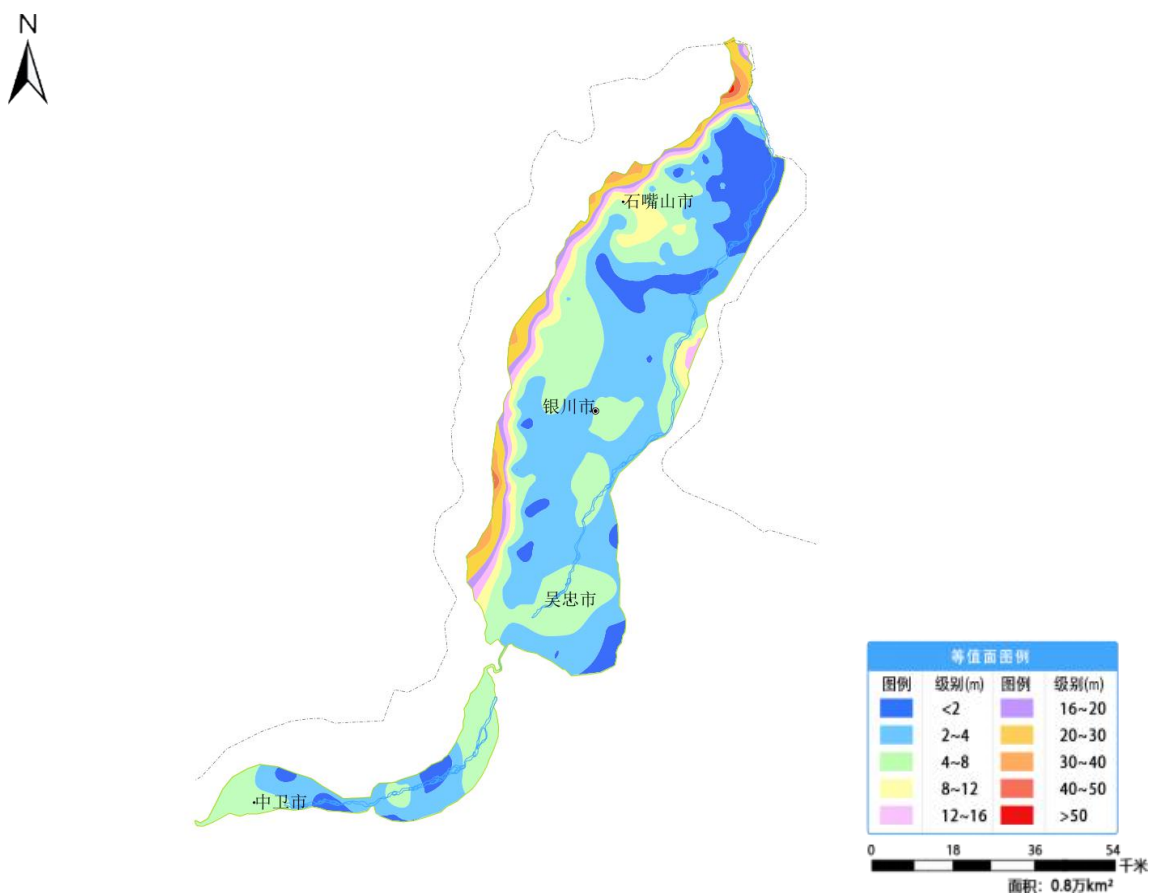 N
石嘴山市
银川市
吴忠市
中卫市
等值面图例
图例 级别(m) 图例 级别(m)
<2 16~20
2~4 20~30
4~8 30~40
8~12 40~50
12~16 >50
0 18 36 54 千米
面积：0.8万km²